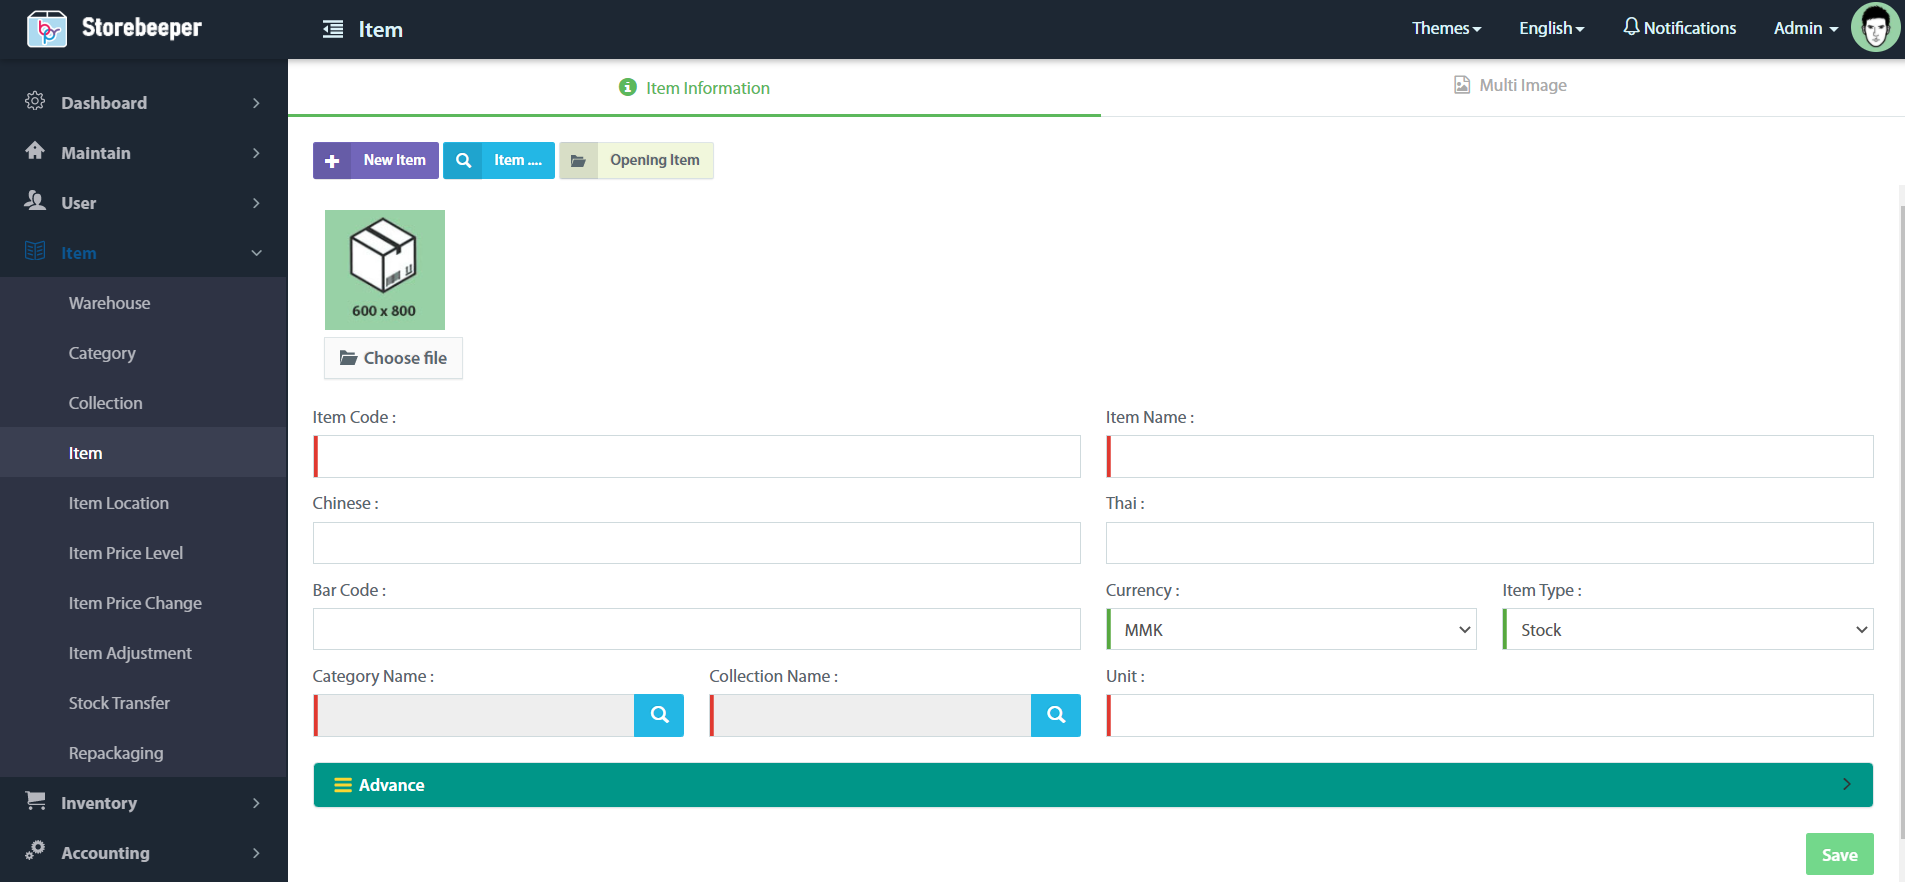 Storebeeper
Item
Themes
English
Notifications
Admin
Dashboard
Maintain
User
Item
Warehouse
Category
Collection
Item
Item Location
Item Price Level
Item Price Change
Item Adjustment
Stock Transfer
Repackaging
Inventory
Accounting
Item Information
Multi Image
New Item
Item ....
Opening Item
600 x 800
Choose file
Item Code :
Item Name :
Chinese :
Thai :
Bar Code :
Currency :
Item Type :
MMK
Stock
Category Name :
Collection Name :
Unit :
Advance
Save